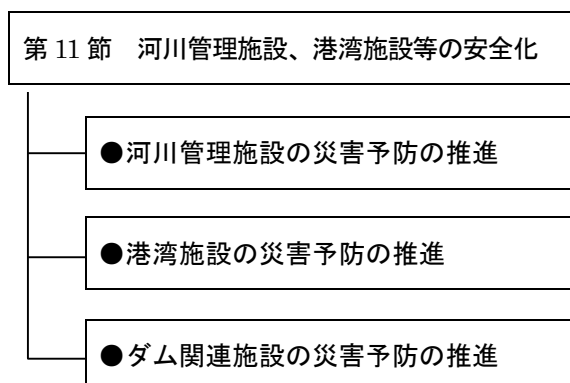 第 11 節　河川管理施設、港湾施設等の安全化
●河川管理施設の災害予防の推進
●港湾施設の災害予防の推進
●ダム関連施設の災害予防の推進